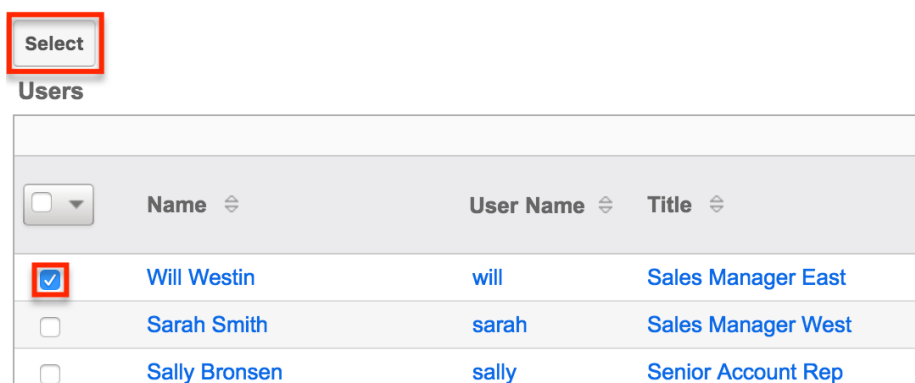 Select
Users
Name User Name Title
Will Westin will Sales Manager East
Sarah Smith sarah Sales Manager West
Sally Bronsen sally Senior Account Rep